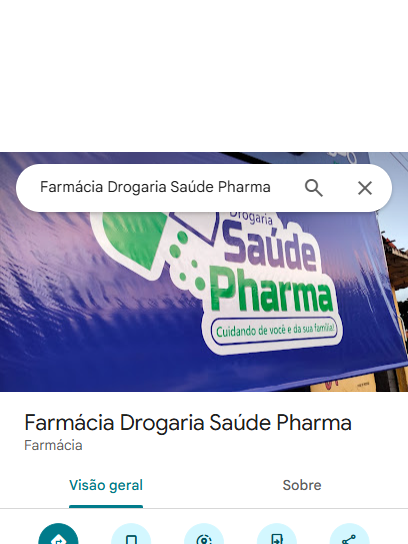 Farmácia Drogaria Saúde Pharma
Drogaria
Saúde
Pharma
Cuidando de você e da sua família!
Farmácia Drogaria Saúde Pharma
Farmácia
Visão geral
Sobre